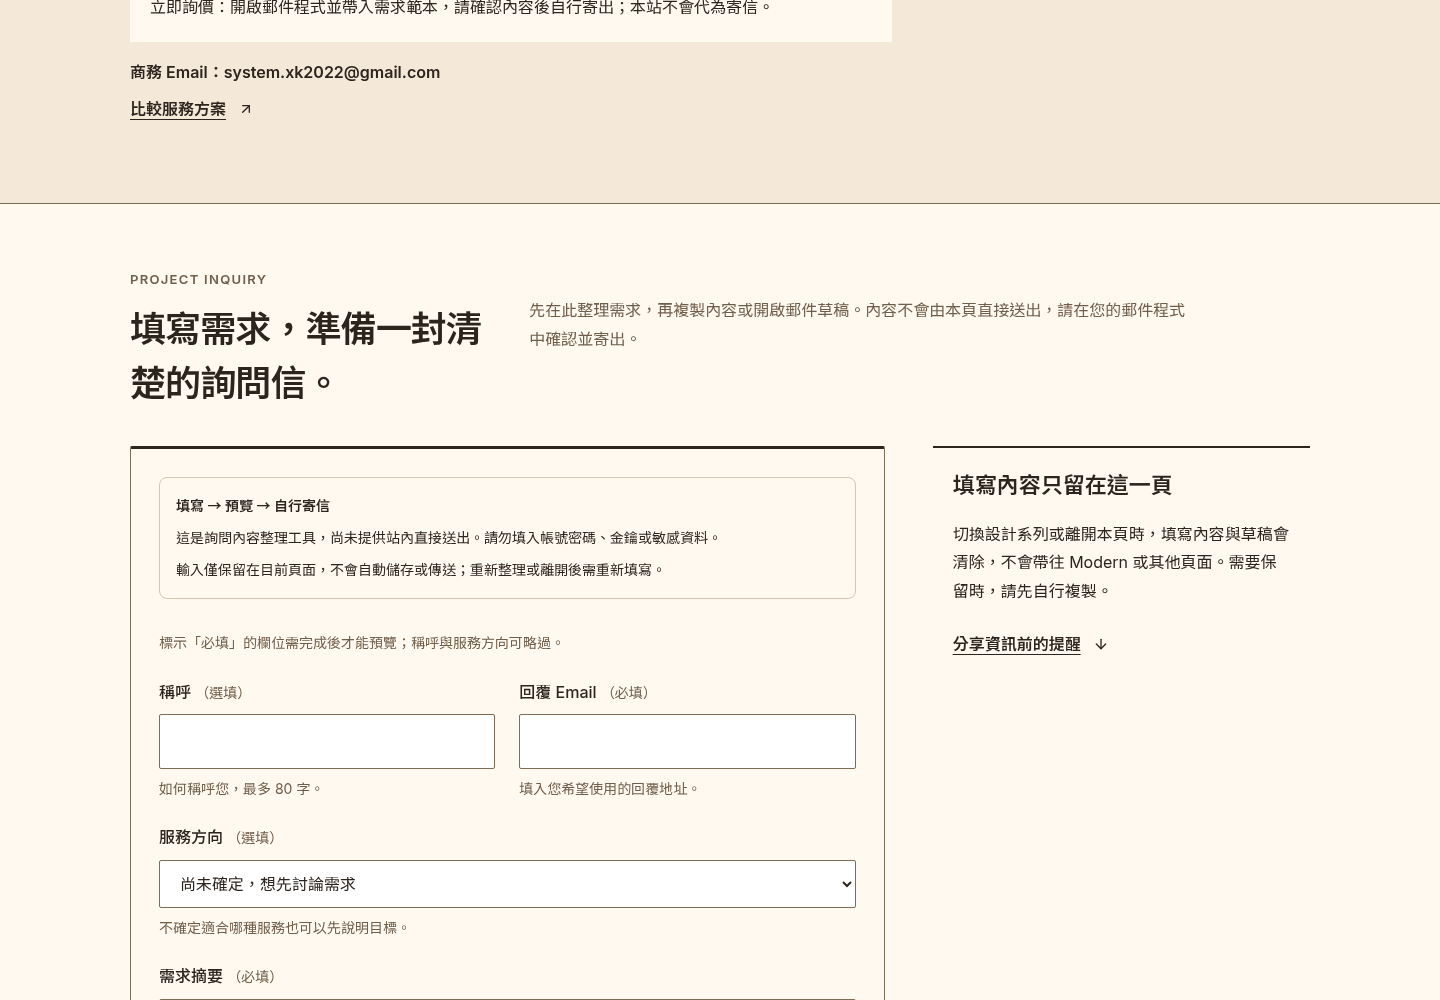 立即詢價：開啟郵件程式並帶入需求範本，請確認內容後自行寄出；本站不會代為寄信。
商務 Email：system.xk2022@gmail.com
比較服務方案 ↗
PROJECT INQUIRY
填寫需求，準備一封清
楚的詢問信。
先在此整理需求，再複製內容或開啟郵件草稿。內容不會由本頁直接送出，請在您的郵件程式
中確認並寄出。
填寫 → 預覽 → 自行寄信
這是詢問內容整理工具，尚未提供站內直接送出。請勿填入帳號密碼、金鑰或敏感資料。
輸入僅保留在目前頁面，不會自動儲存或傳送；重新整理或離開後需重新填寫。
標示「必填」的欄位需完成後才能預覽；稱呼與服務方向可略過。
稱呼 （選填）
回覆 Email （必填）
如何稱呼您，最多 80 字。
填入您希望使用的回覆地址。
服務方向 （選填）
尚未確定，想先討論需求
不確定適合哪種服務也可以先說明目標。
需求摘要 （必填）
填寫內容只留在這一頁
切換設計系列或離開本頁時，填寫內容與草稿會
清除，不會帶往 Modern 或其他頁面。需要保
留時，請先自行複製。
分享資訊前的提醒 ↓